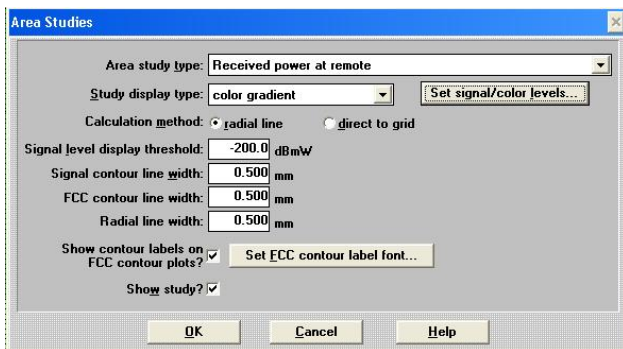 Area Studies
Area study type: Received power at remote
Study display type: color gradient Set signal/color levels...
Calculation method: radial line direct to grid
Signal level display threshold: -200.0 dBmW
Signal contour line width: 0.500 mm
FCC contour line width: 0.500 mm
Radial line width: 0.500 mm
Show contour labels on
FCC contour plots? Set FCC contour label font...
Show study?
OK Cancel Help